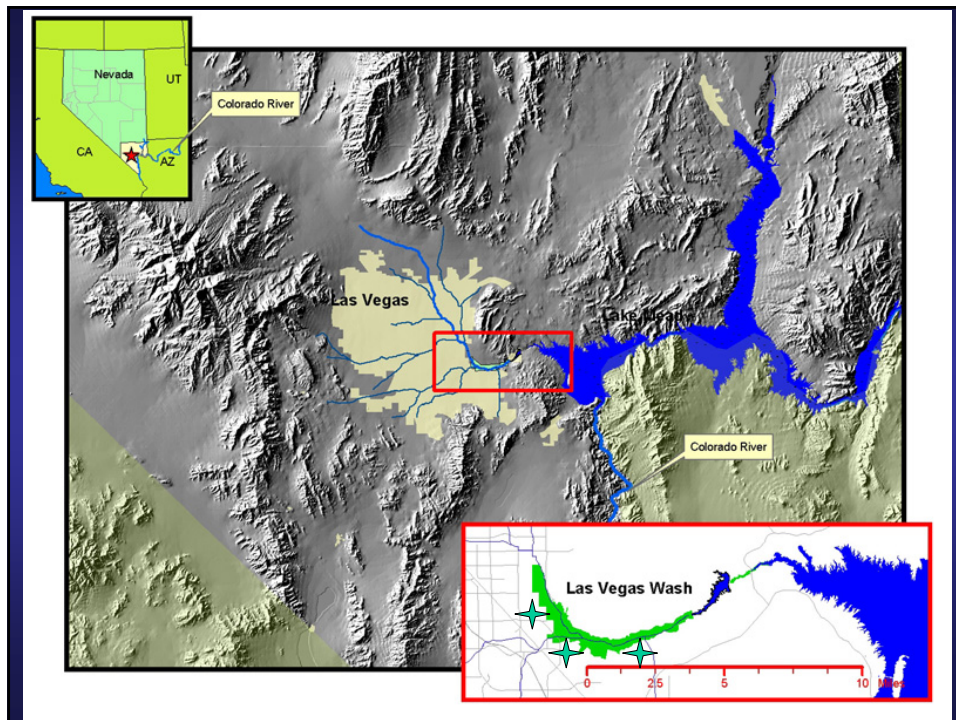 Nevada
UT
Colorado River
CA
AZ
Las Vegas
Lake Mead
Colorado River
Las Vegas Wash
0 2.5 5 10 Miles